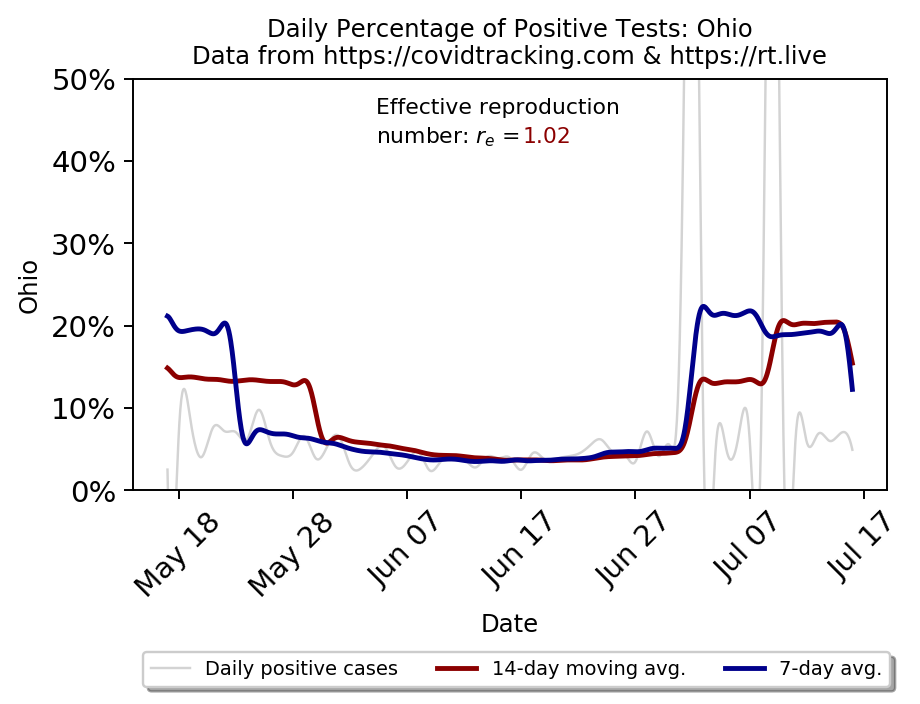 Daily Percentage of Positive Tests: Ohio
Data from https://covidtracking.com & https://rt.live
Effective reproduction
number: rₑ =1.02
50%
40%
30%
20%
10%
0%
Ohio
May 18
May 28
Jun 07
Jun 17
Jun 27
Jul 07
Jul 17
Date
Daily positive cases
14-day moving avg.
7-day avg.